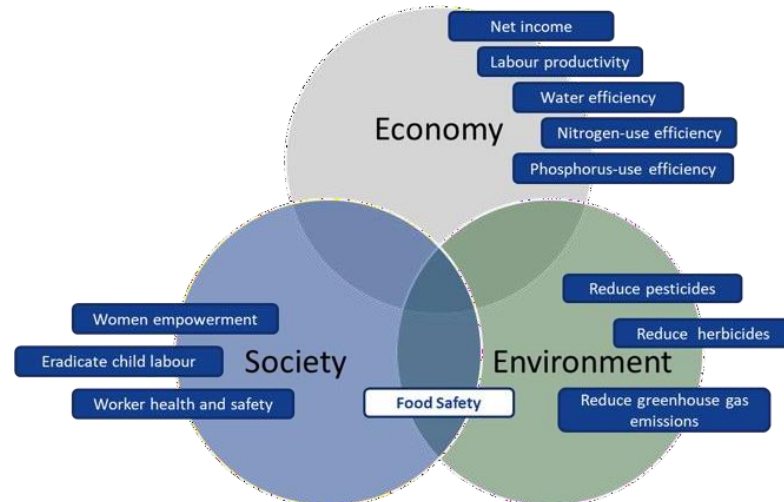 Net income
Labour productivity
Water efficiency
Economy
Nitrogen-use efficiency
Phosphorus-use efficiency
Reduce pesticides
Women empowerment
Reduce herbicides
Eradicate child labour
Society
Environment
Worker health and safety
Food Safety
Reduce greenhouse gas
emissions